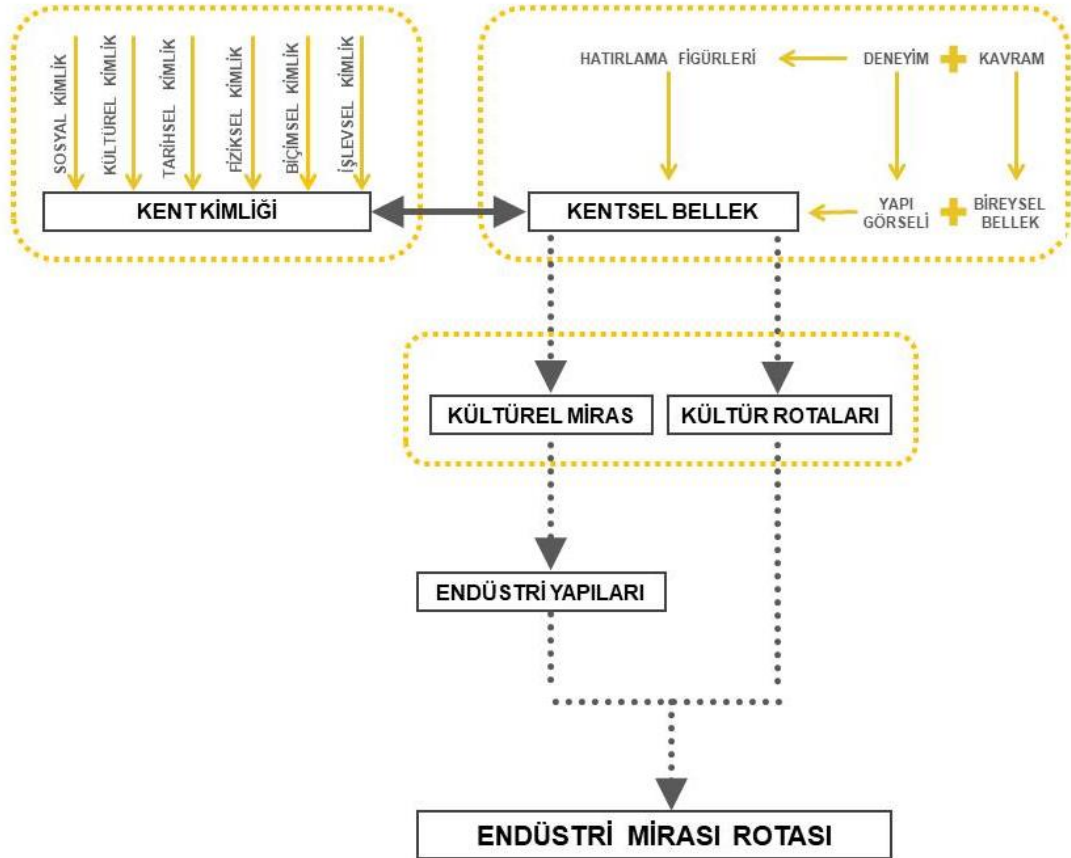 SOSYAL KİMLİK
KÜLTÜREL KİMLİK
TARİHSEL KİMLİK
FİZİKSEL KİMLİK
BİÇİMSEL KİMLİK
İŞLEVSEL KİMLİK
KENT KİMLİĞİ
HATIRLAMA FİGÜRLERİ
DENEYİM
KAVRAM
KENTSEL BELLEK
YAPI
GÖRSELİ
BİREYSEL
BELLEK
KÜLTÜREL MİRAS
KÜLTÜR ROTALARI
ENDÜSTRİ YAPILARI
ENDÜSTRİ MİRASI ROTASI